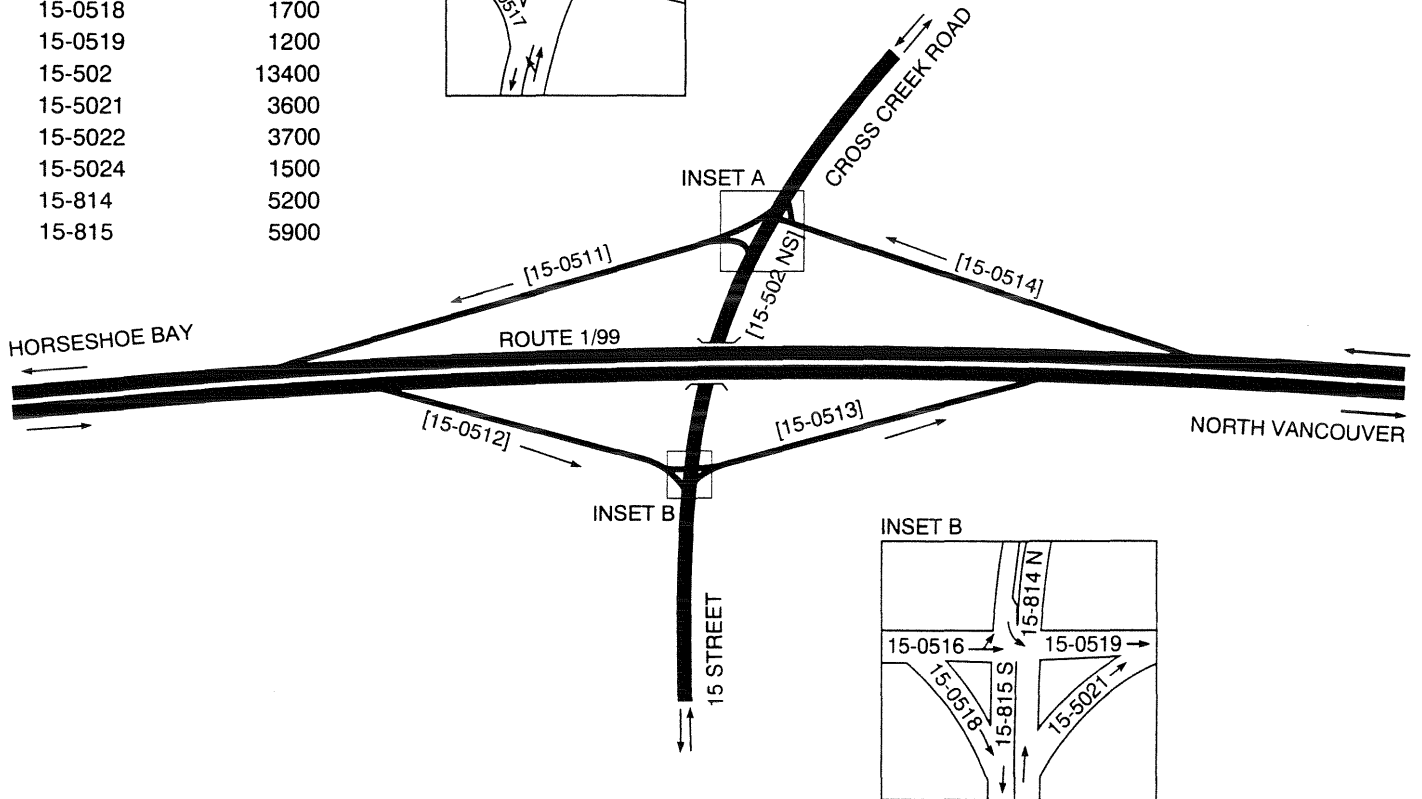 15-0518 1700
15-0519 1200
15-502 13400
15-5021 3600
15-5022 3700
15-5024 1500
15-814 5200
15-815 5900
CROSS CREEK ROAD
INSET A
[15-0511]
[15-502 NS]
[15-0514]
HORSESHOE BAY
ROUTE 1/99
[15-0512]
[15-0513]
NORTH VANCOUVER
INSET B
15 STREET
INSET B
15-814 N
15-0516
15-0519
15-0518
15-815 S
15-5021